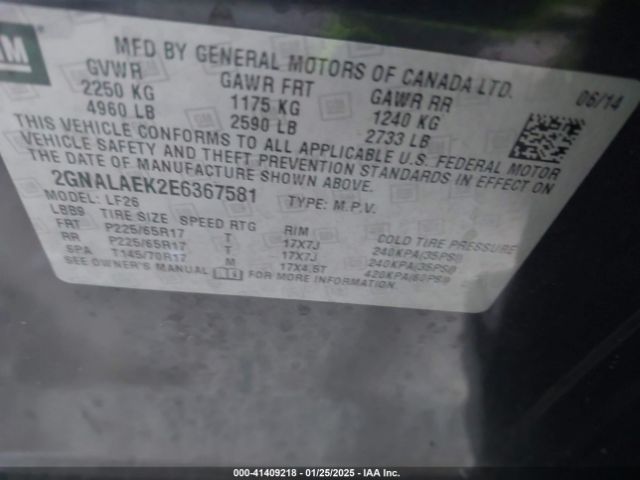 GM
MFD BY GENERAL MOTORS OF CANADA LTD.
GVWR GAWR FRT GAWR RR 06/14
2250 KG 1175 KG 1240 KG
4960 LB 2590 LB 2733 LB
THIS VEHICLE CONFORMS TO ALL APPLICABLE U.S. FEDERAL MOTOR
VEHICLE SAFETY AND THEFT PREVENTION STANDARDS IN EFFECT ON
THE DATE OF MANUFACTURE SHOWN ABOVE.
2GNALAEK2E6367581 TYPE: M.P.V.
MODEL: LF26
LBB9 TIRE SIZE SPEED RTG RIM COLD TIRE PRESSURE
FRT P225/65R17 T 17X7J 240KPA(35PSI)
RR P225/65R17 T 17X7J 240KPA(35PSI)
SPA T145/70R17 M 17X4.5T 420KPA(60PSI)
SEE OWNER'S MANUAL FOR MORE INFORMATION.
000-41409218 - 01/25/2025 - IAA Inc.